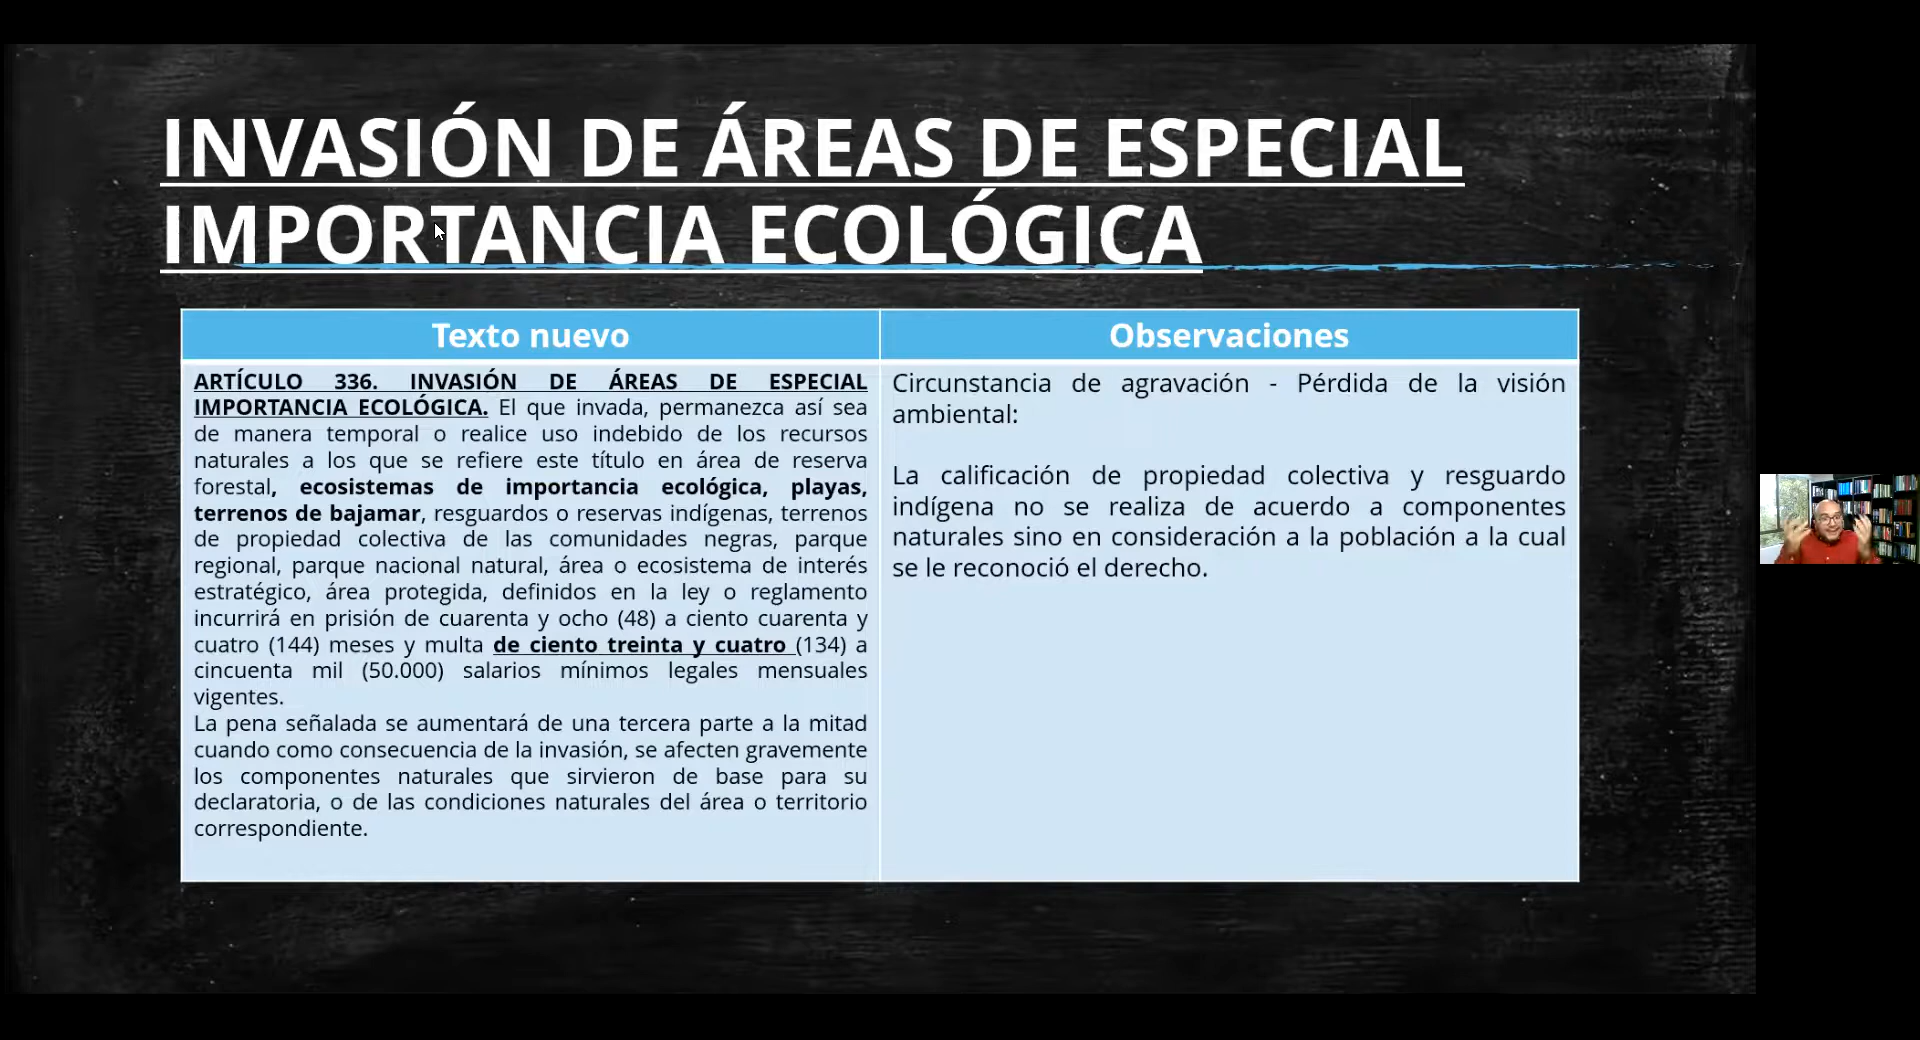 INVASIÓN DE ÁREAS DE ESPECIAL
IMPORTANCIA ECOLÓGICA
Texto nuevo
ARTÍCULO 336. INVASIÓN DE ÁREAS DE ESPECIAL
IMPORTANCIA ECOLÓGICA. El que invada, permanezca así sea
de manera temporal o realice uso indebido de los recursos
naturales a los que se refiere este título en área de reserva
forestal, ecosistemas de importancia ecológica, playas,
terrenos de bajamar, resguardos o reservas indígenas, terrenos
de propiedad colectiva de las comunidades negras, parque
regional, parque nacional natural, área o ecosistema de interés
estratégico, área protegida, definidos en la ley o reglamento
incurrirá en prisión de cuarenta y ocho (48) a ciento cuarenta y
cuatro (144) meses y multa de ciento treinta y cuatro (134) a
cincuenta mil (50.000) salarios mínimos legales mensuales
vigentes.
La pena señalada se aumentará de una tercera parte a la mitad
cuando como consecuencia de la invasión, se afecten gravemente
los componentes naturales que sirvieron de base para su
declaratoria, o de las condiciones naturales del área o territorio
correspondiente.
Observaciones
Circunstancia de agravación - Pérdida de la visión
ambiental:
La calificación de propiedad colectiva y resguardo
indígena no se realiza de acuerdo a componentes
naturales sino en consideración a la población a la cual
se le reconoció el derecho.